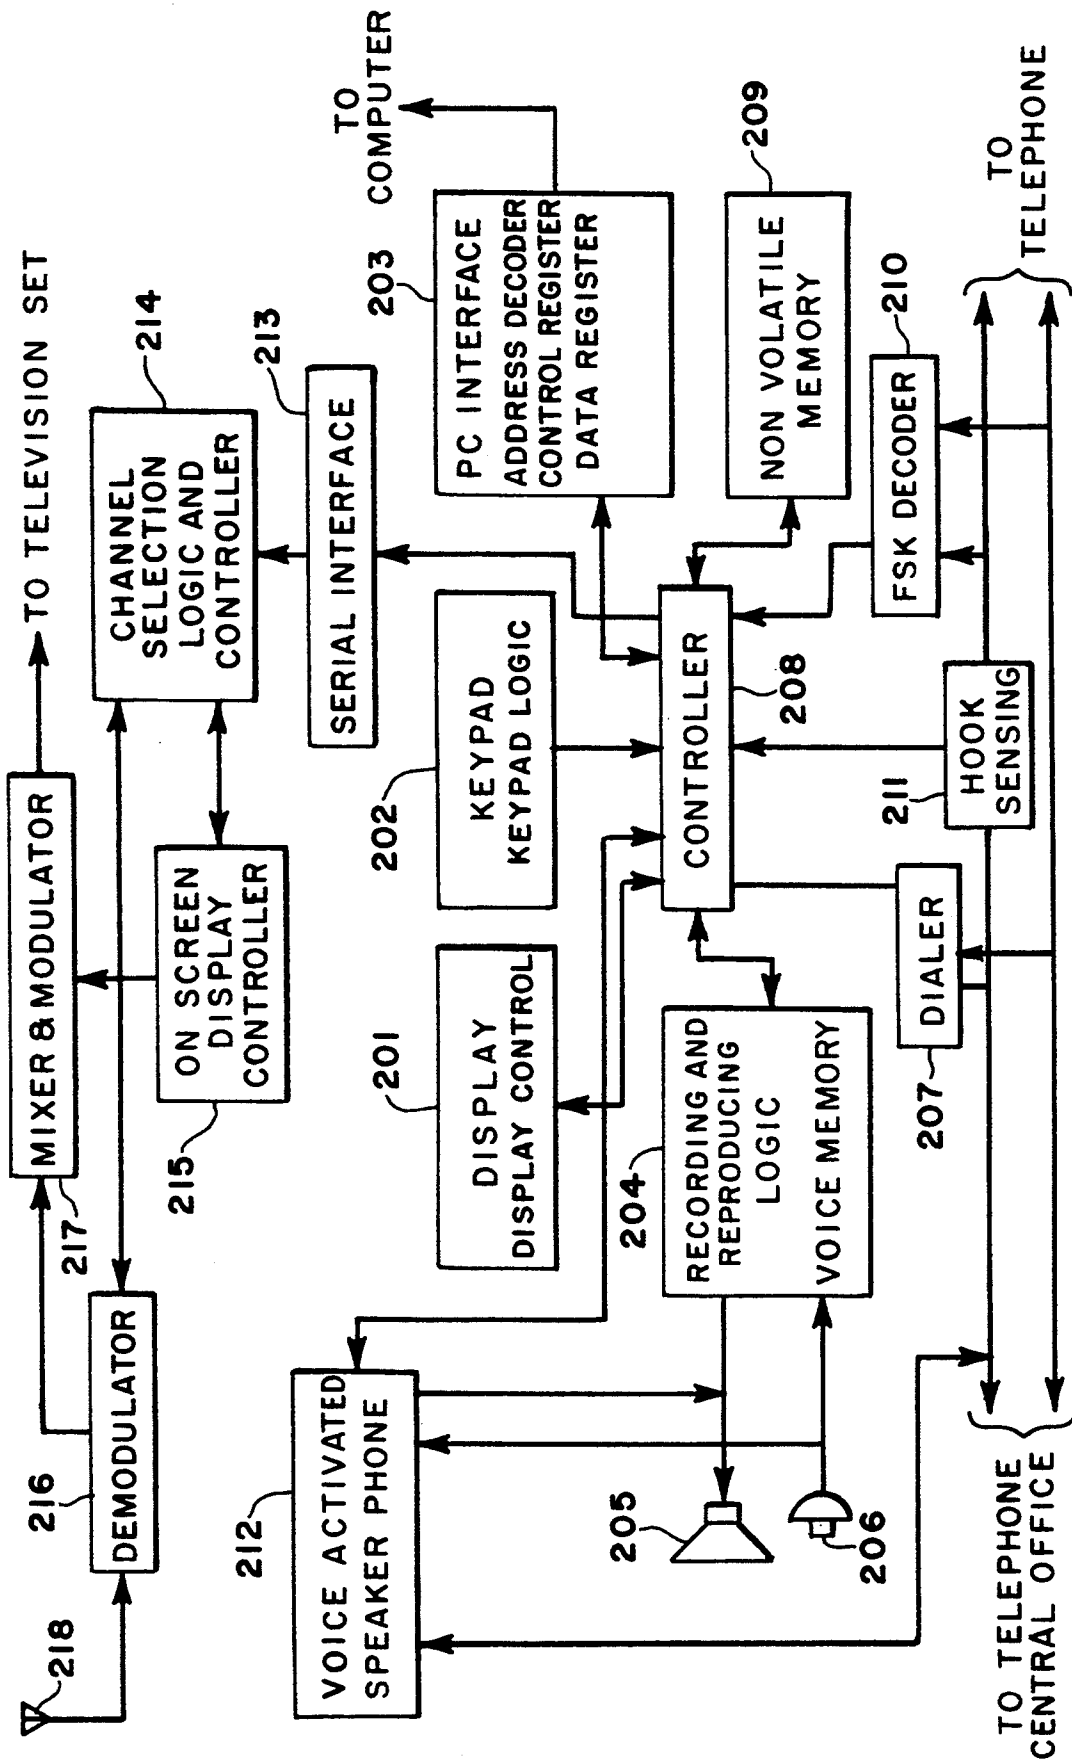 218
216
DEMODULATOR
217
MIXER & MODULATOR
TO TELEVISION SET
215
ON SCREEN
DISPLAY
CONTROLLER
214
CHANNEL
SELECTION
LOGIC AND
CONTROLLER
213
SERIAL INTERFACE
212
VOICE ACTIVATED
SPEAKER PHONE
201
DISPLAY
DISPLAY CONTROL
202
KEYPAD
KEYPAD LOGIC
203
PC INTERFACE
ADDRESS DECODER
CONTROL REGISTER
DATA REGISTER
TO
COMPUTER
205
206
204
RECORDING AND
REPRODUCING
LOGIC
VOICE MEMORY
CONTROLLER
208
NON VOLATILE
MEMORY
209
207
DIALER
211
HOOK
SENSING
FSK DECODER
210
TO TELEPHONE
CENTRAL OFFICE
TO
TELEPHONE